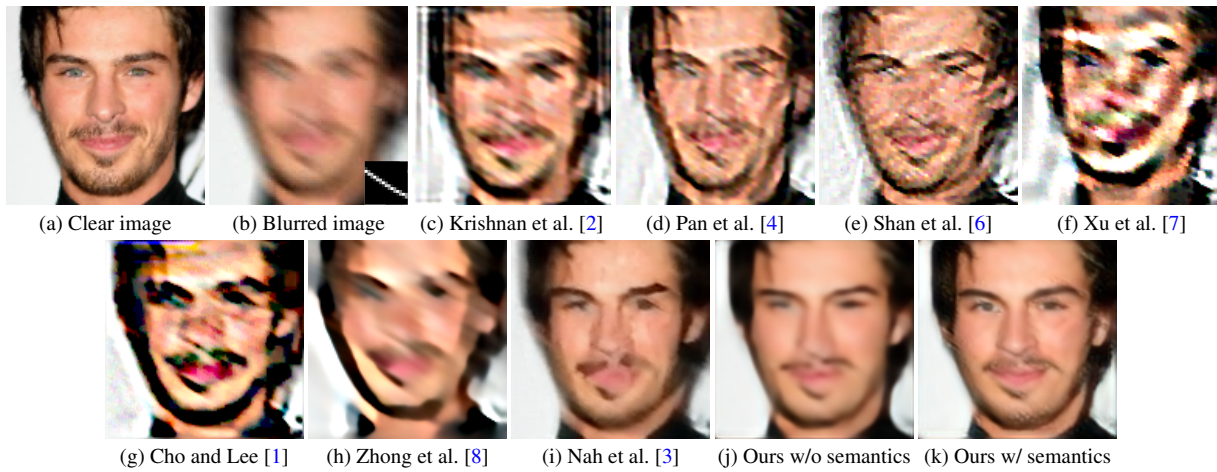 (a) Clear image (b) Blurred image (c) Krishnan et al. [2] (d) Pan et al. [4] (e) Shan et al. [6] (f) Xu et al. [7]
(g) Cho and Lee [1] (h) Zhong et al. [8] (i) Nah et al. [3] (j) Ours w/o semantics (k) Ours w/ semantics